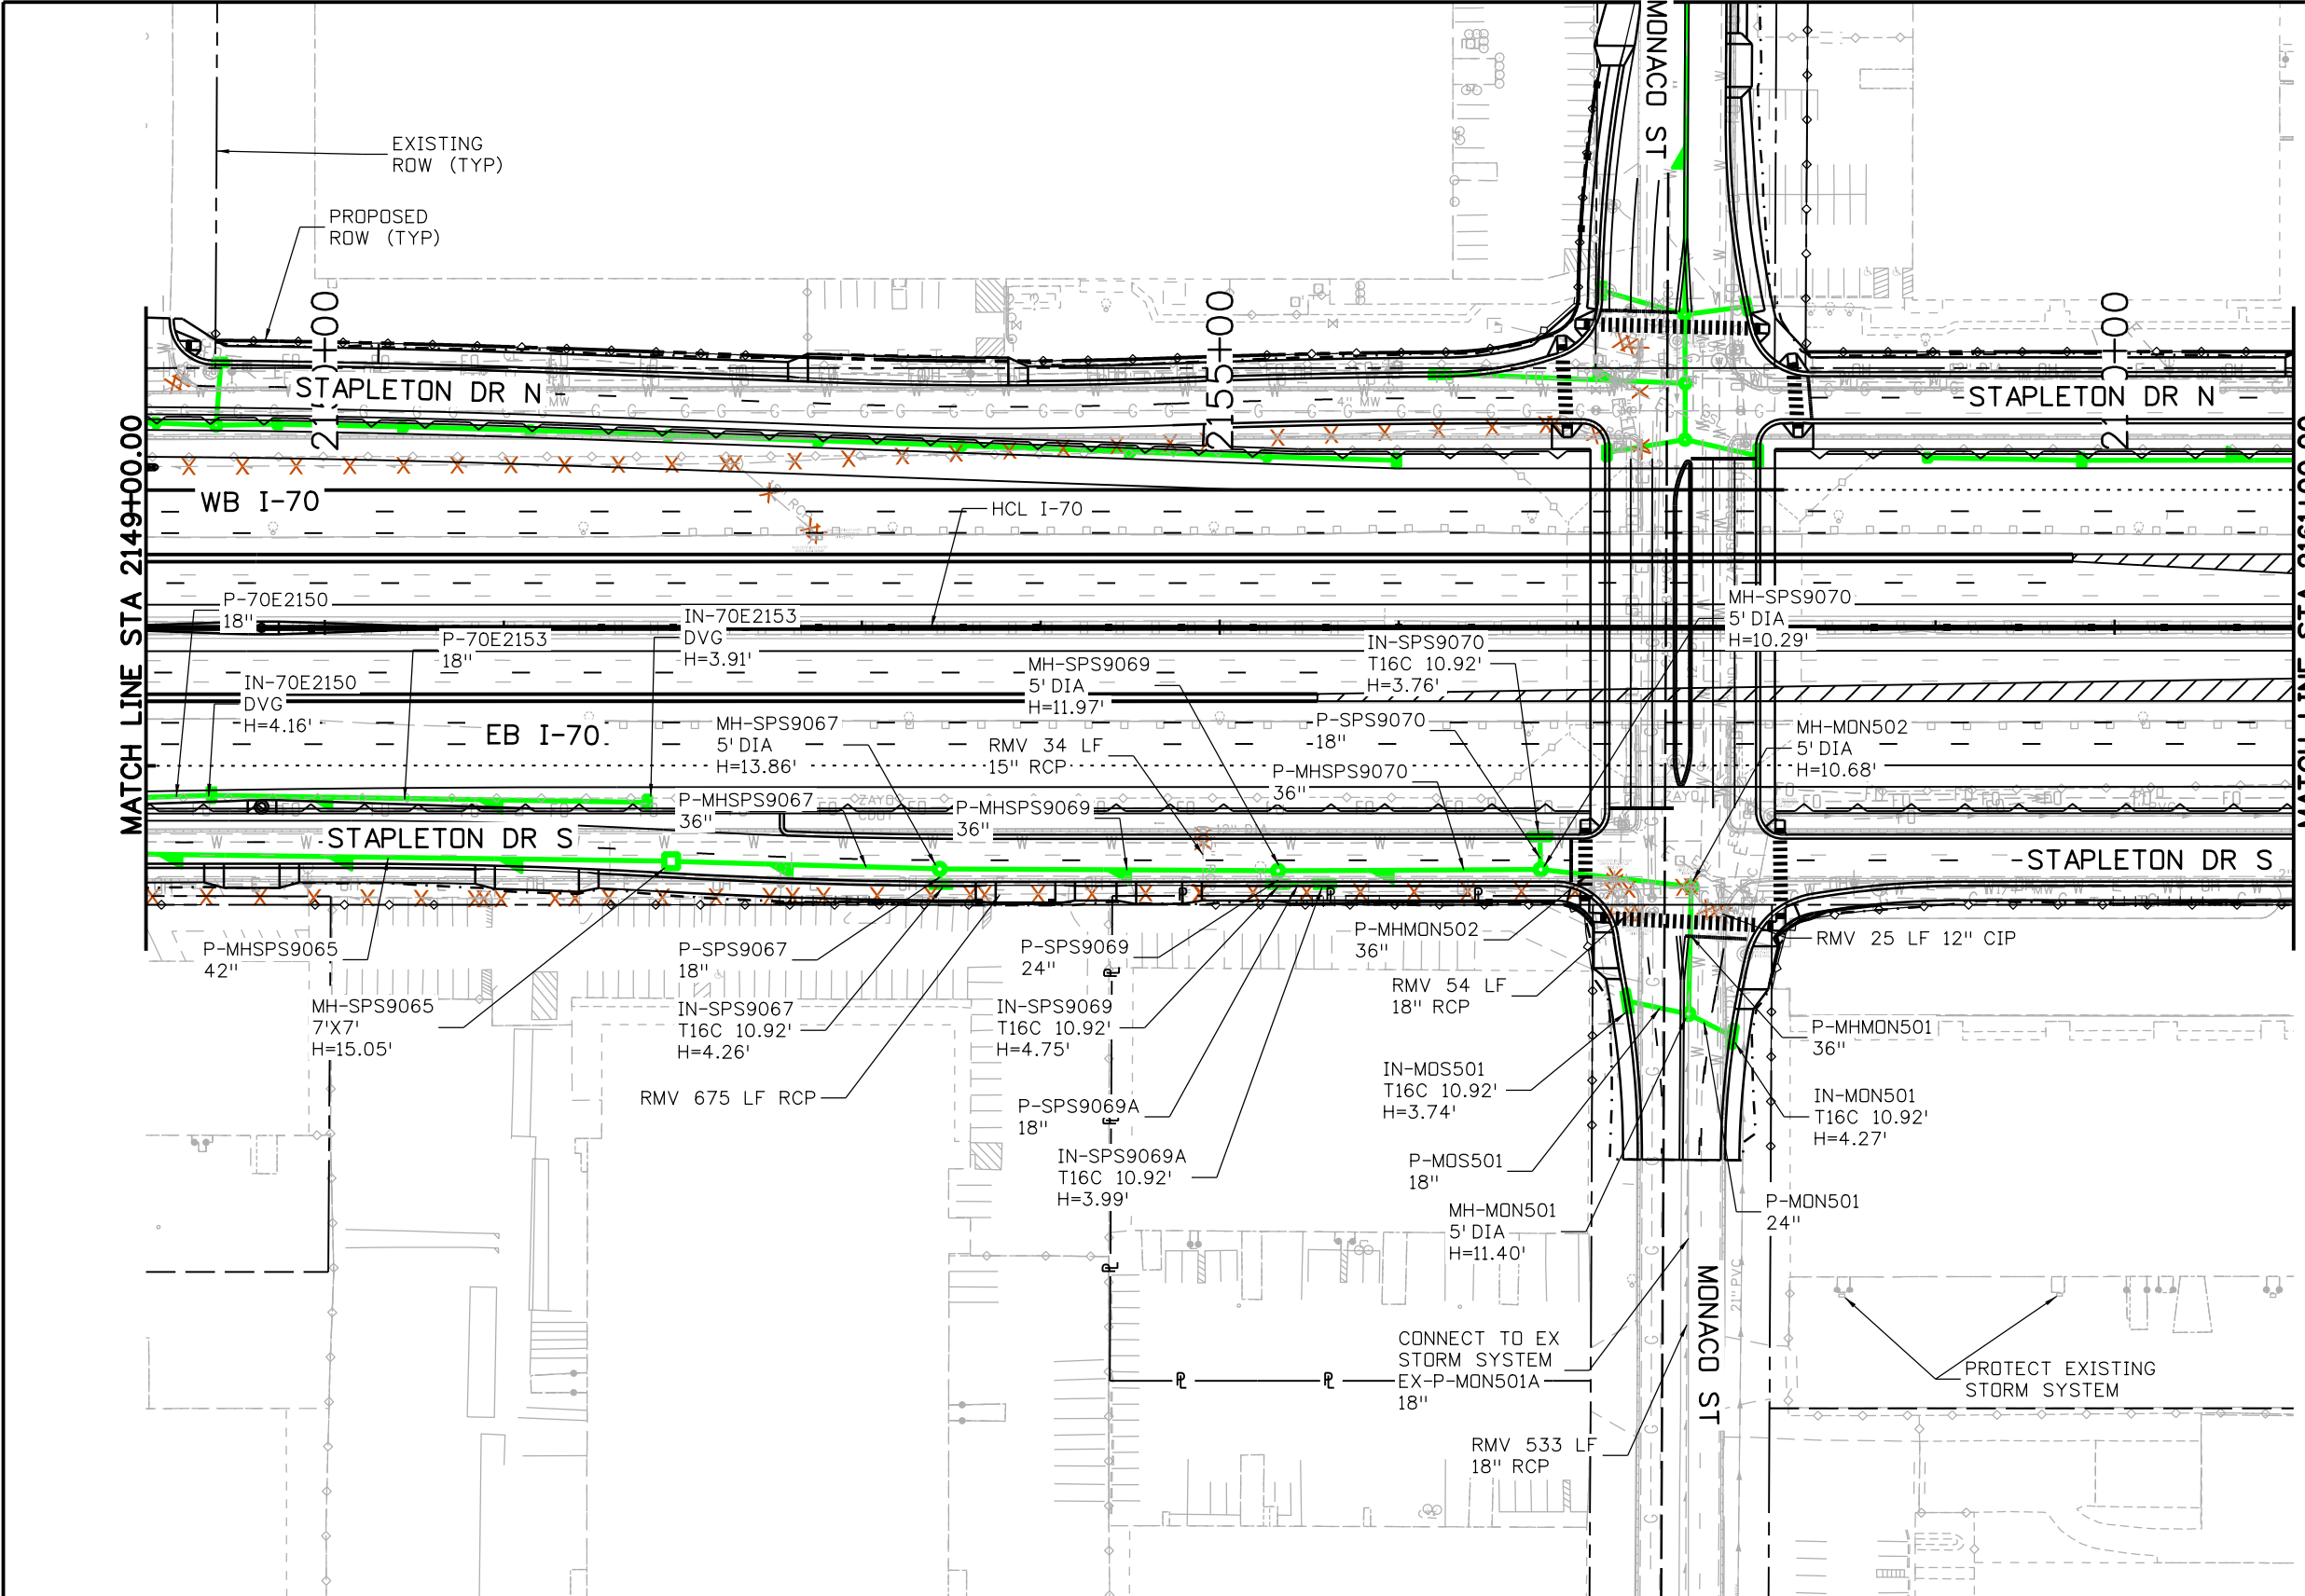 MONACO ST
EXISTING
ROW (TYP)
PROPOSED
ROW (TYP)
2155+00
STAPLETON DR N
STAPLETON DR N
4" MW
MATCH LINE STA 2149+00.00
WB I-70
HCL I-70
P-70E2150
18"
P-70E2153
18"
IN-70E2153
DVG
H=3.91'
IN-70E2150
DVG
H=4.16'
EB I-70
MH-SPS9067
5' DIA
H=13.86'
MH-SPS9069
5' DIA
H=11.97'
RMV 34 LF
15" RCP
IN-SPS9070
T16C 10.92'
H=3.76'
P-SPS9070
18"
P-MHSPS9070
36"
MH-SPS9070
5' DIA
H=10.29'
MH-MON502
5' DIA
H=10.68'
P-MHSPS9067
36"
P-MHSPS9069
36"
STAPLETON DR S
STAPLETON DR S
P-MHSPS9065
42"
MH-SPS9065
7'X7'
H=15.05'
P-SPS9067
18"
IN-SPS9067
T16C 10.92'
H=4.26'
RMV 675 LF RCP
P-SPS9069
24"
IN-SPS9069
T16C 10.92'
H=4.75'
P-SPS9069A
18"
IN-SPS9069A
T16C 10.92'
H=3.99'
P-MHMON502
36"
RMV 54 LF
18" RCP
IN-MOS501
T16C 10.92'
H=3.74'
P-MOS501
18"
MH-MON501
5' DIA
H=11.40'
RMV 25 LF 12" CIP
P-MHMON501
36"
IN-MON501
T16C 10.92'
H=4.27'
P-MON501
24"
21" PVC
MONACO ST
CONNECT TO EX
STORM SYSTEM
EX-P-MON501A
18"
RMV 533 LF
18" RCP
PROTECT EXISTING
STORM SYSTEM